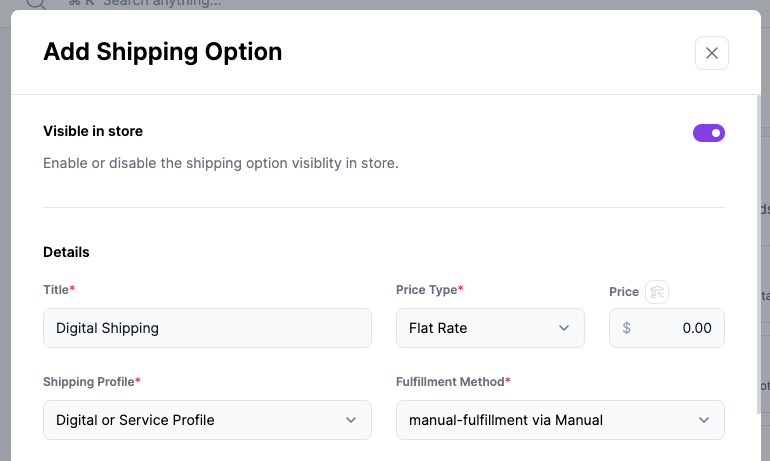 ⌘ K Search anything...
Add Shipping Option
Visible in store
Enable or disable the shipping option visiblity in store.
Details
Title*
Price Type*
Price
Digital Shipping
Flat Rate
$ 0.00
Shipping Profile*
Fulfillment Method*
Digital or Service Profile
manual-fulfillment via Manual